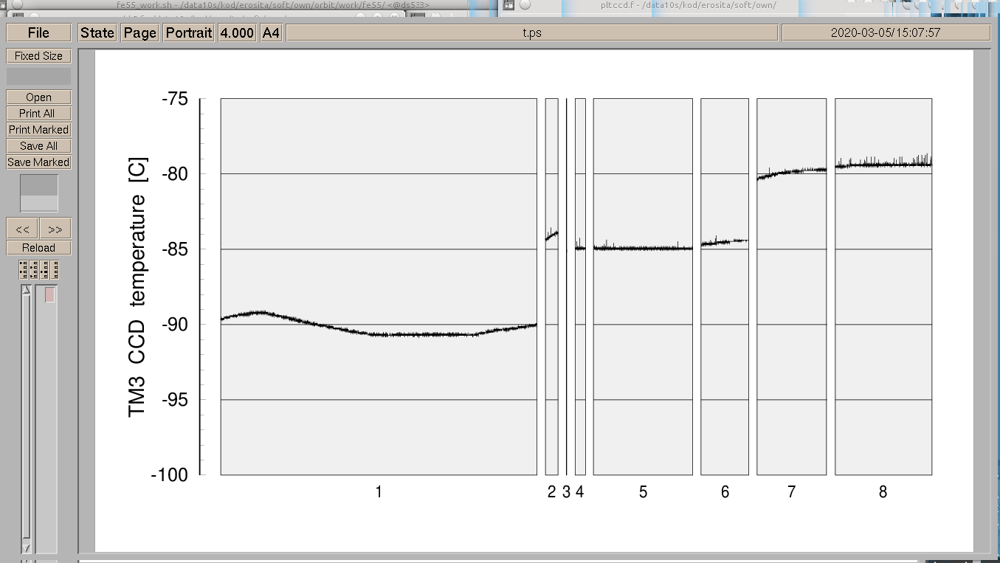 fe55_work.sh - /data10s/kod/erosita/soft/own/orbit/work/fe55/ <@ds533>
pltccd.f - /data10s/kod/erosita/soft/own/
File
State Page Portrait 4.000 A4 t.ps 2020-03-05/15:07:57
Fixed Size
Open
Print All
Print Marked
Save All
Save Marked
<< >>
Reload
TM3 CCD temperature [C]
-75
-80
-85
-90
-95
-100
1 2 3 4 5 6 7 8